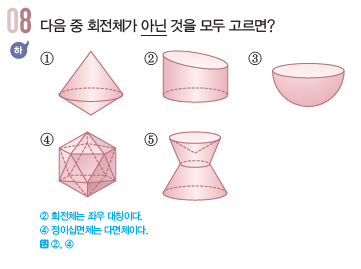 08 다음 중 회전체가 아닌 것을 모두 고르면?
하
① ② ③
④ ⑤
② 회전체는 좌우 대칭이다.
④ 정이십면체는 다면체이다.
답 ②, ④